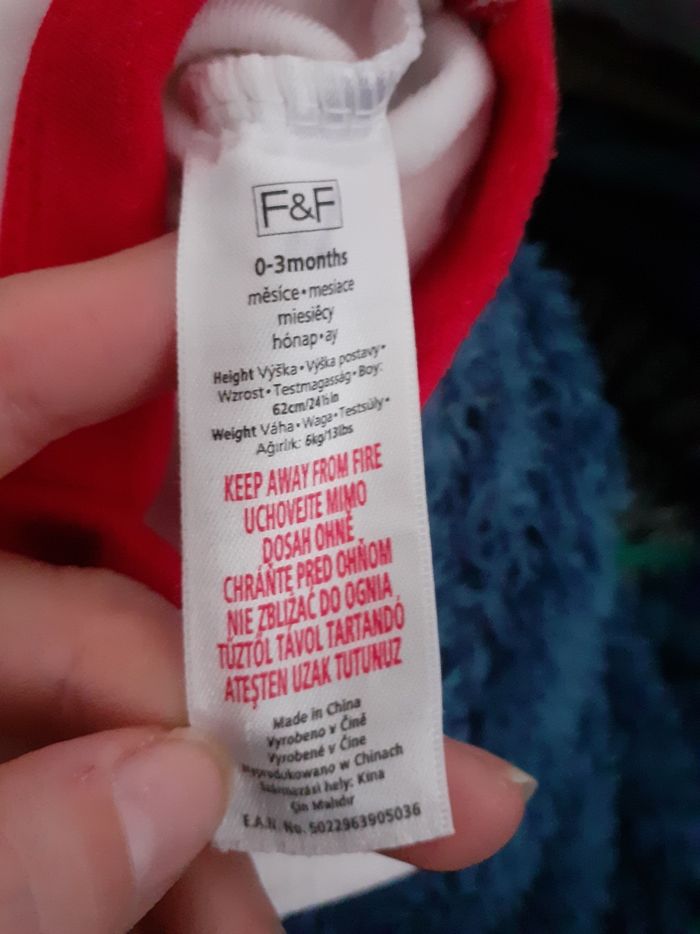 F&F
0-3months
měsíce • mesiace
miesiécy
hónap • ay
Height Výška • Výška postavy •
Wzrost • Testmagasság • Boy:
62cm/24½in
Weight Váha • Waga • Testsúly •
Ağırlık: 6kg/13lbs
KEEP AWAY FROM FIRE
UCHOVEJTE MIMO
DOSAH OHNĚ
CHRÁŇTE PRED OHŇOM
NIE ZBLIŻAĆ DO OGNIA
TŰZTŐL TÁVOL TARTANDÓ
ATEŞTEN UZAK TUTUNUZ
Made in China
Vyrobeno v Číně
Vyrobené v Číne
Wyprodukowano w Chinach
Származási hely: Kína
Çin Malıdır
E.A.N. No. 5022963905036